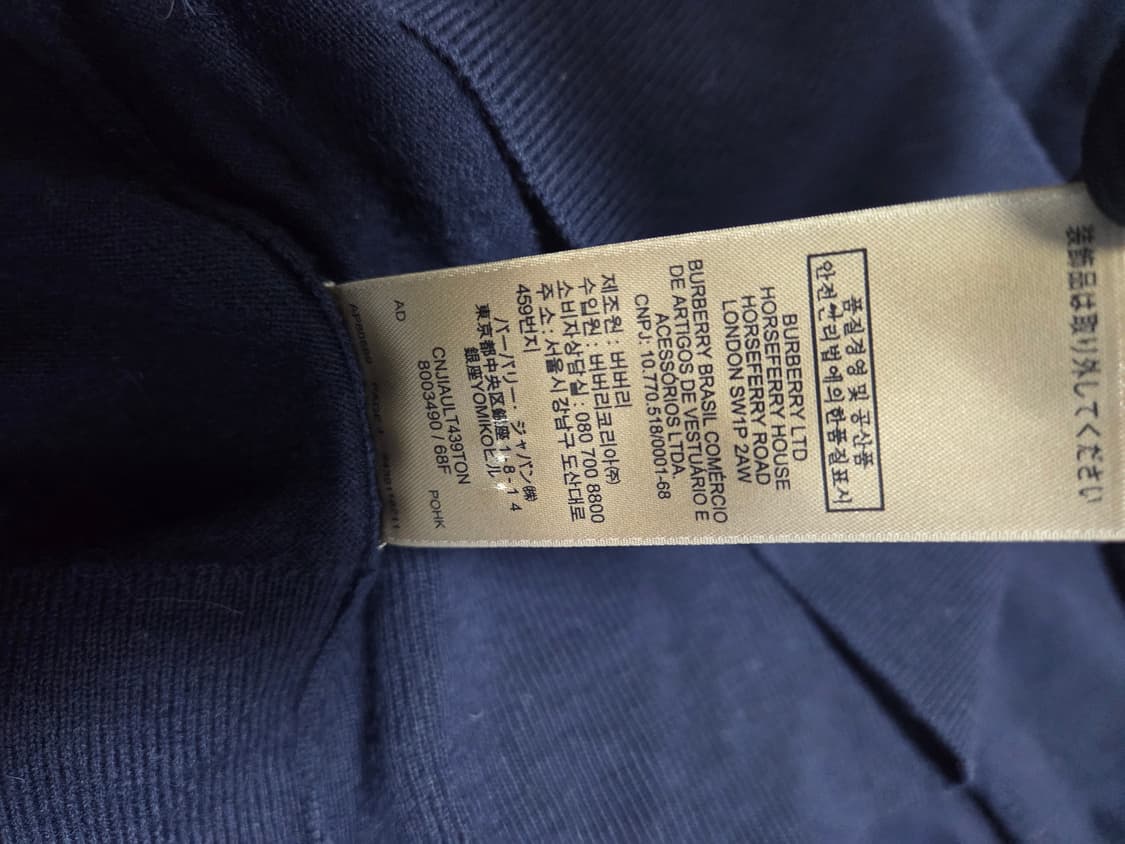 装飾品は取り外してください
품질경영 및 공산품
안전관리법에의한품질표시
BURBERRY LTD
HORSEFERRY HOUSE
HORSEFERRY ROAD
LONDON SW1P 2AW
BURBERRY BRASIL COMÉRCIO
DE ARTIGOS DE VESTUÁRIO E
ACESSÓRIOS LTDA.
CNPJ: 10.770.518/0001-68
제조원 : 버버리
수입원 : 버버리코리아㈜
소비자상담실 : 080 700 8800
주 소 : 서울시 강남구 도산대로
459번지
バーバリー・ジャパン㈱
東京都中央区銀座1-8-14
銀座YOMIKOビル
CNJIAULT439TON
8003490 / 68F
AD POHK